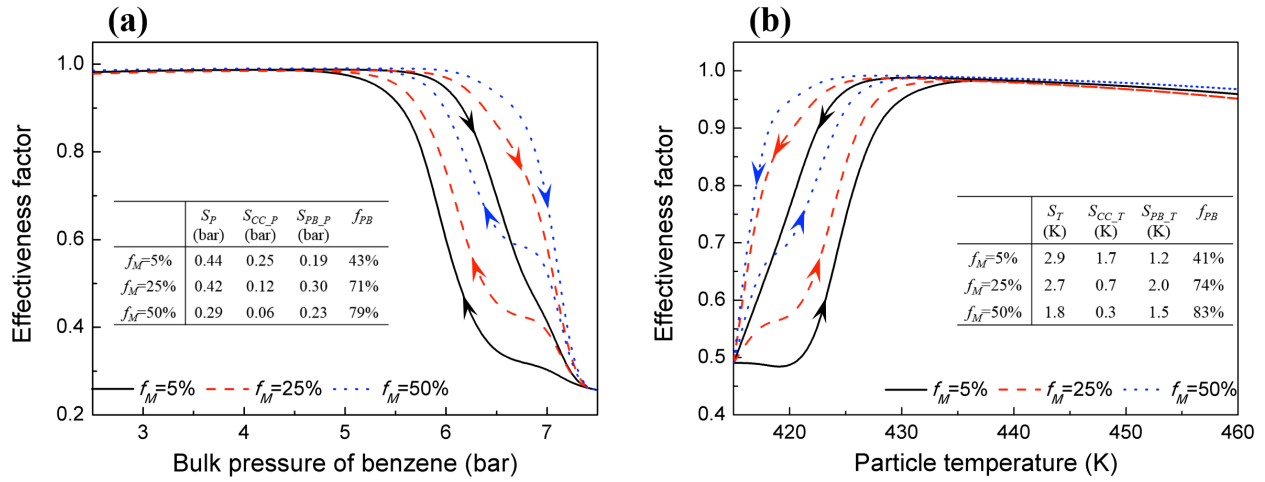 (a)
1.0
0.8
0.6
0.4
0.2
Effectiveness factor
S_P (bar) S_CC_P (bar) S_PB_P (bar) f_PB
f_M=5% 0.44 0.25 0.19 43%
f_M=25% 0.42 0.12 0.30 71%
f_M=50% 0.29 0.06 0.23 79%
f_M=5% f_M=25% f_M=50%
3 4 5 6 7
Bulk pressure of benzene (bar)
(b)
1.0
0.9
0.8
0.7
0.6
0.5
0.4
Effectiveness factor
S_T (K) S_CC_T (K) S_PB_T (K) f_PB
f_M=5% 2.9 1.7 1.2 41%
f_M=25% 2.7 0.7 2.0 74%
f_M=50% 1.8 0.3 1.5 83%
f_M=5% f_M=25% f_M=50%
420 430 440 450 460
Particle temperature (K)